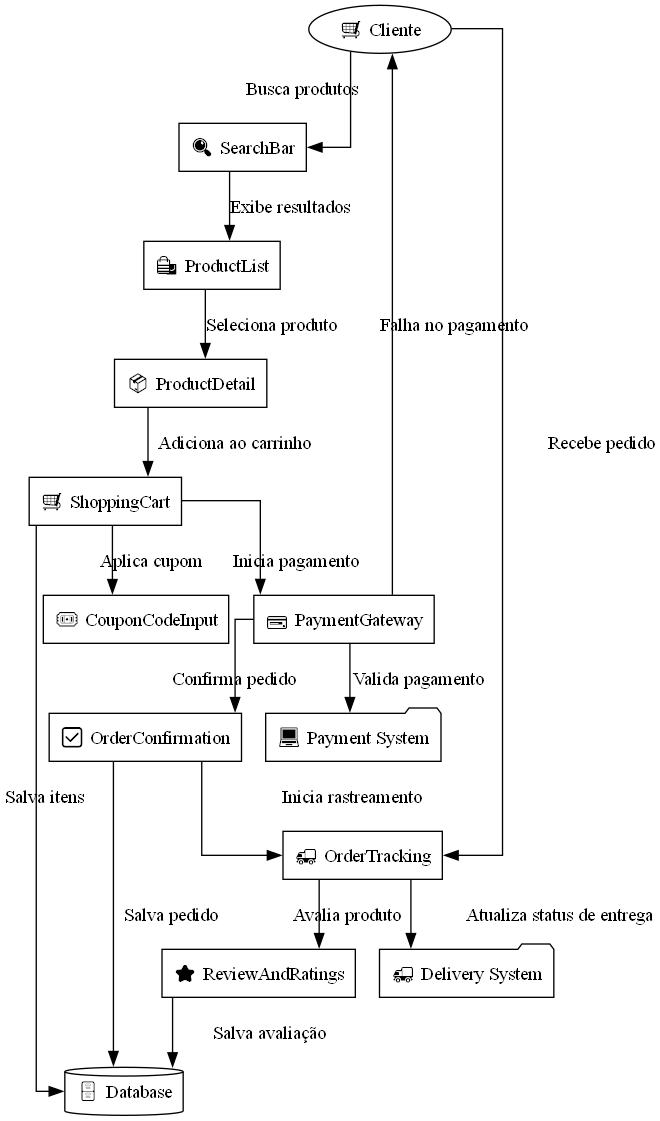 Cliente
Busca produtos
SearchBar
Exibe resultados
ProductList
Seleciona produto
Falha no pagamento
ProductDetail
Adiciona ao carrinho
Recebe pedido
ShoppingCart
Aplica cupom
Inicia pagamento
CouponCodeInput
PaymentGateway
Confirma pedido
Valida pagamento
OrderConfirmation
Payment System
Salva itens
Inicia rastreamento
OrderTracking
Salva pedido
Avalia produto
Atualiza status de entrega
ReviewAndRatings
Delivery System
Salva avaliação
Database